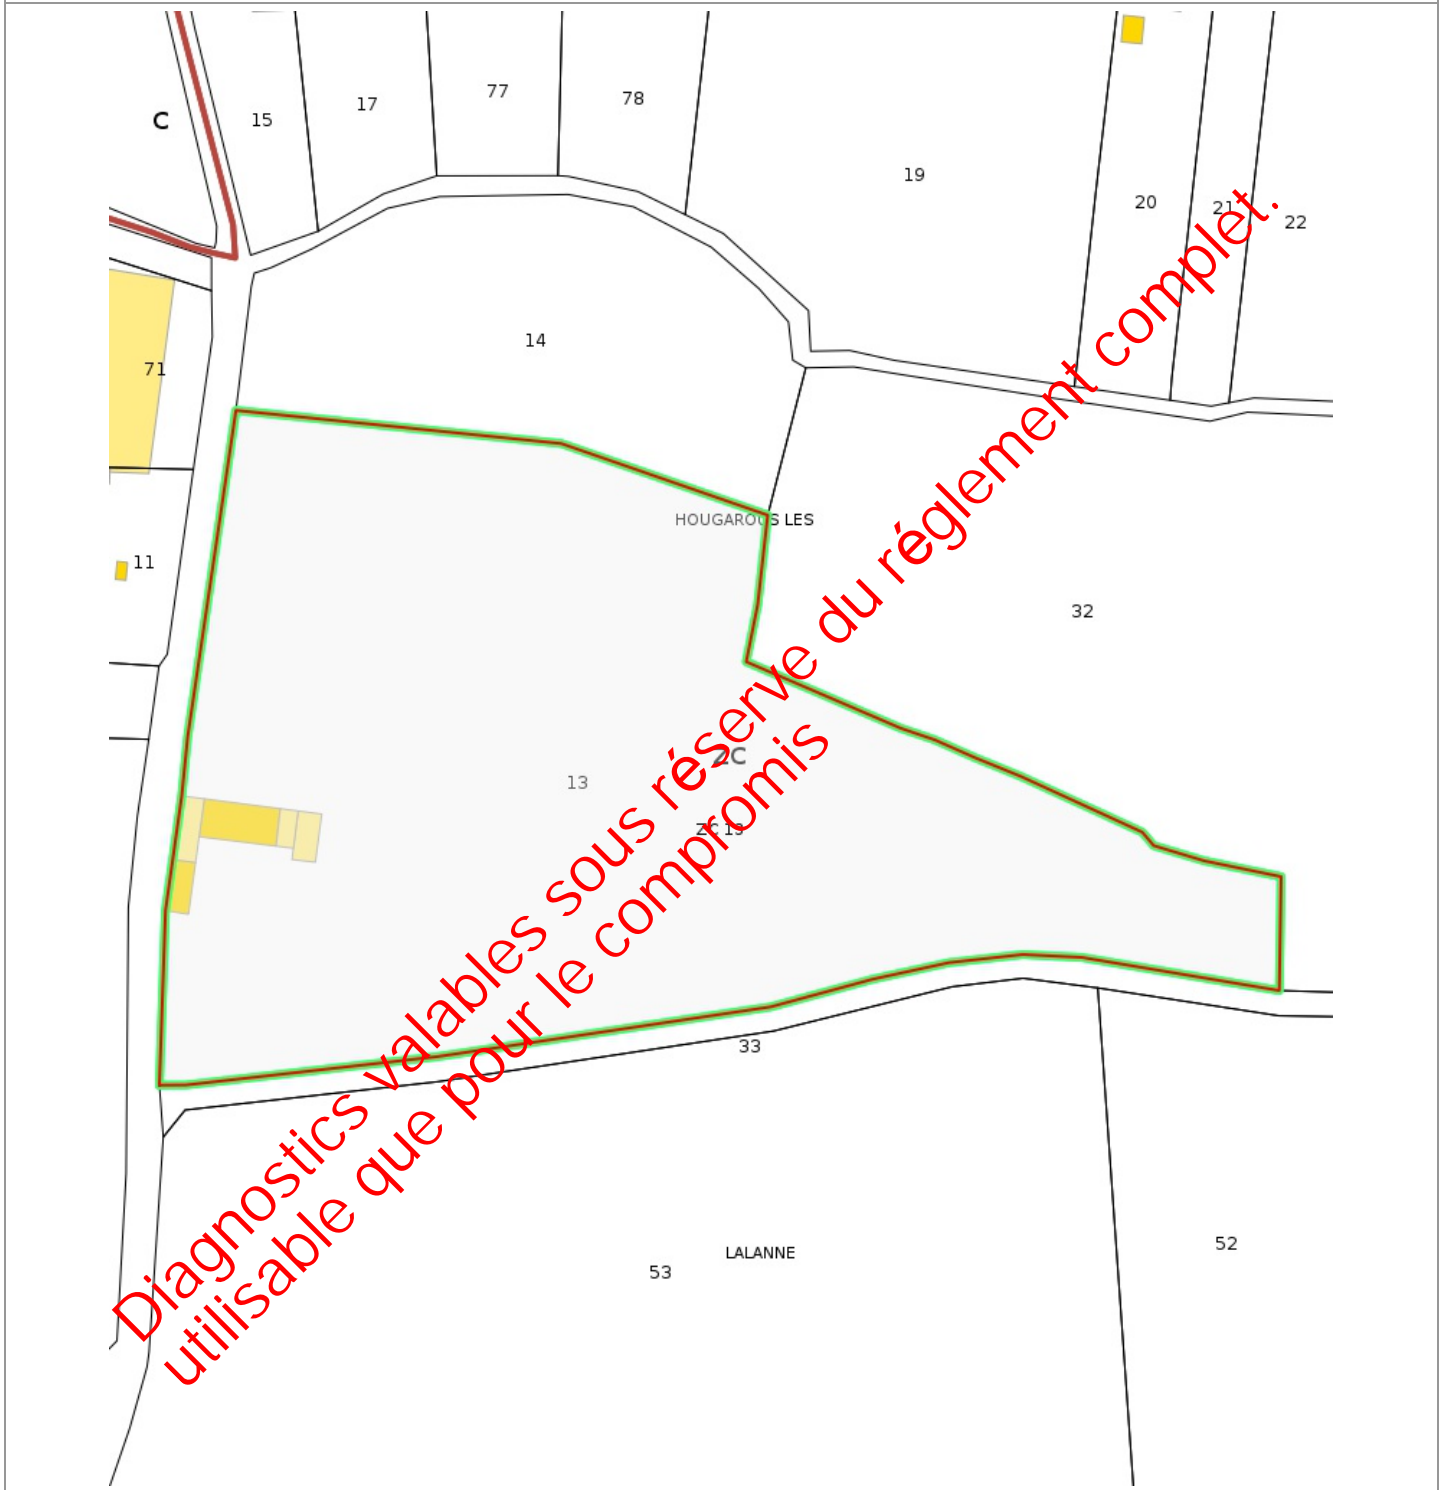 C
15
17
77
78
19
20
21
22
14
71
HOUGAROUS LES
11
32
ZC
13
ZC 13
33
LALANNE
53
52
Diagnostics valables sous réserve du réglement complet.
utilisable que pour le compromis